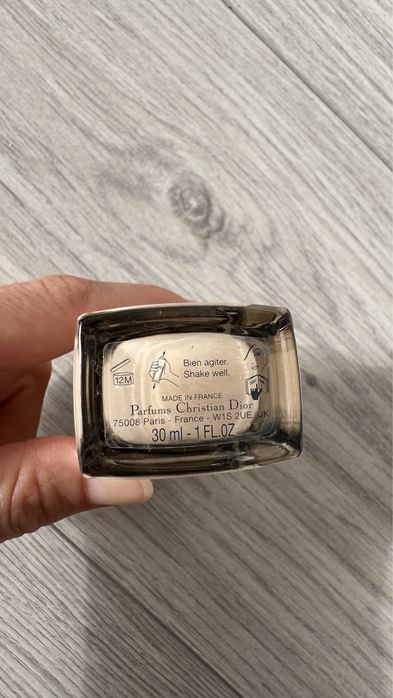 Bien agiter.
Shake well.
12M
MADE IN FRANCE
Parfums Christian Dior
75008 Paris - France - W1S 2UE, UK
30 ml - 1 FL.OZ